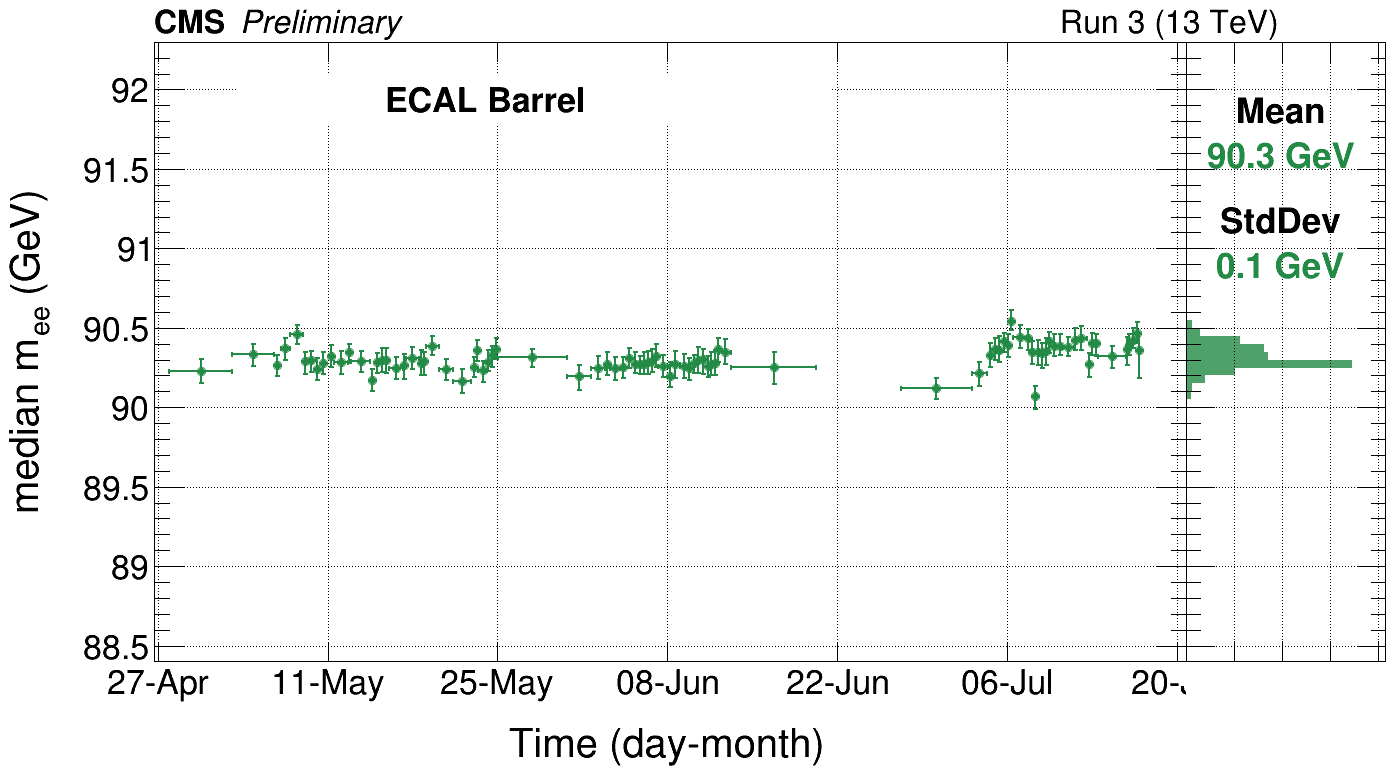 CMS Preliminary
Run 3 (13 TeV)
ECAL Barrel
Mean
90.3 GeV
StdDev
0.1 GeV
median mee (GeV)
92
91.5
91
90.5
90
89.5
89
88.5
27-Apr
11-May
25-May
08-Jun
22-Jun
06-Jul
20-
Time (day-month)